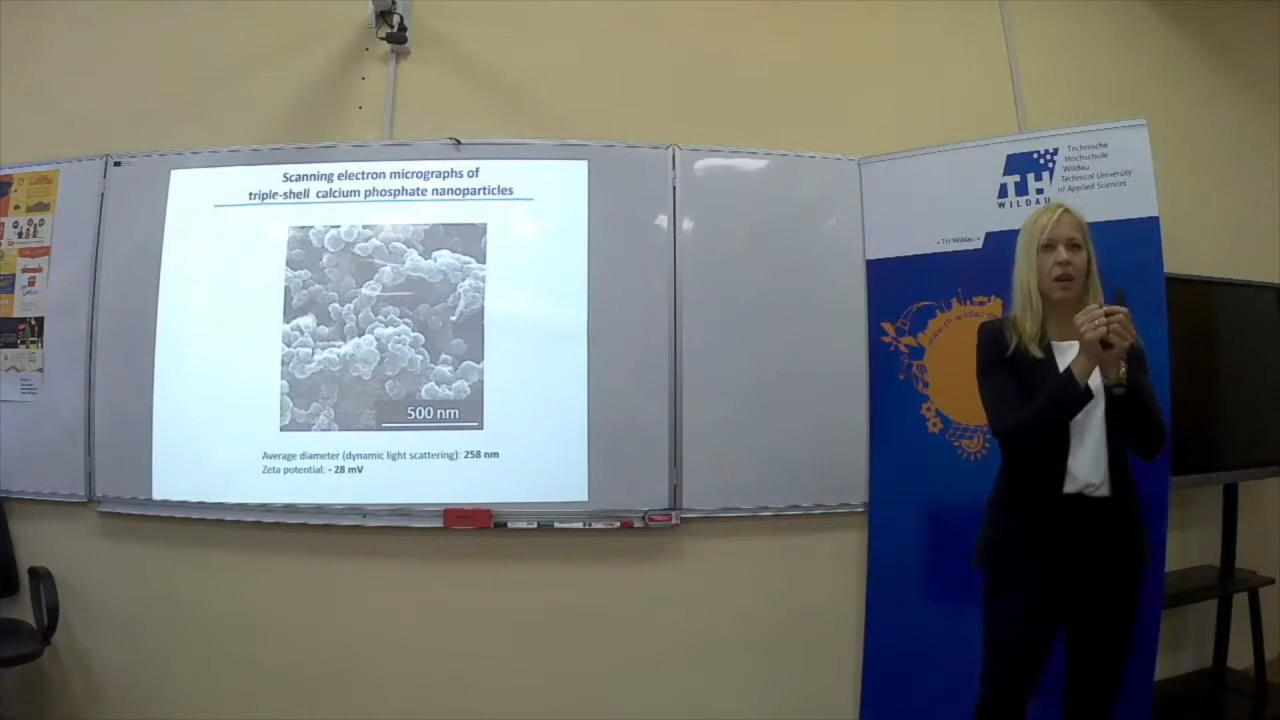 Scanning electron micrographs of
triple-shell calcium phosphate nanoparticles
500 nm
Average diameter (dynamic light scattering): 258 nm
Zeta potential: - 28 mV
TH
WILDAU
Technische
Hochschule
Wildau
Technical University
of Applied Sciences
• TH Wildau •